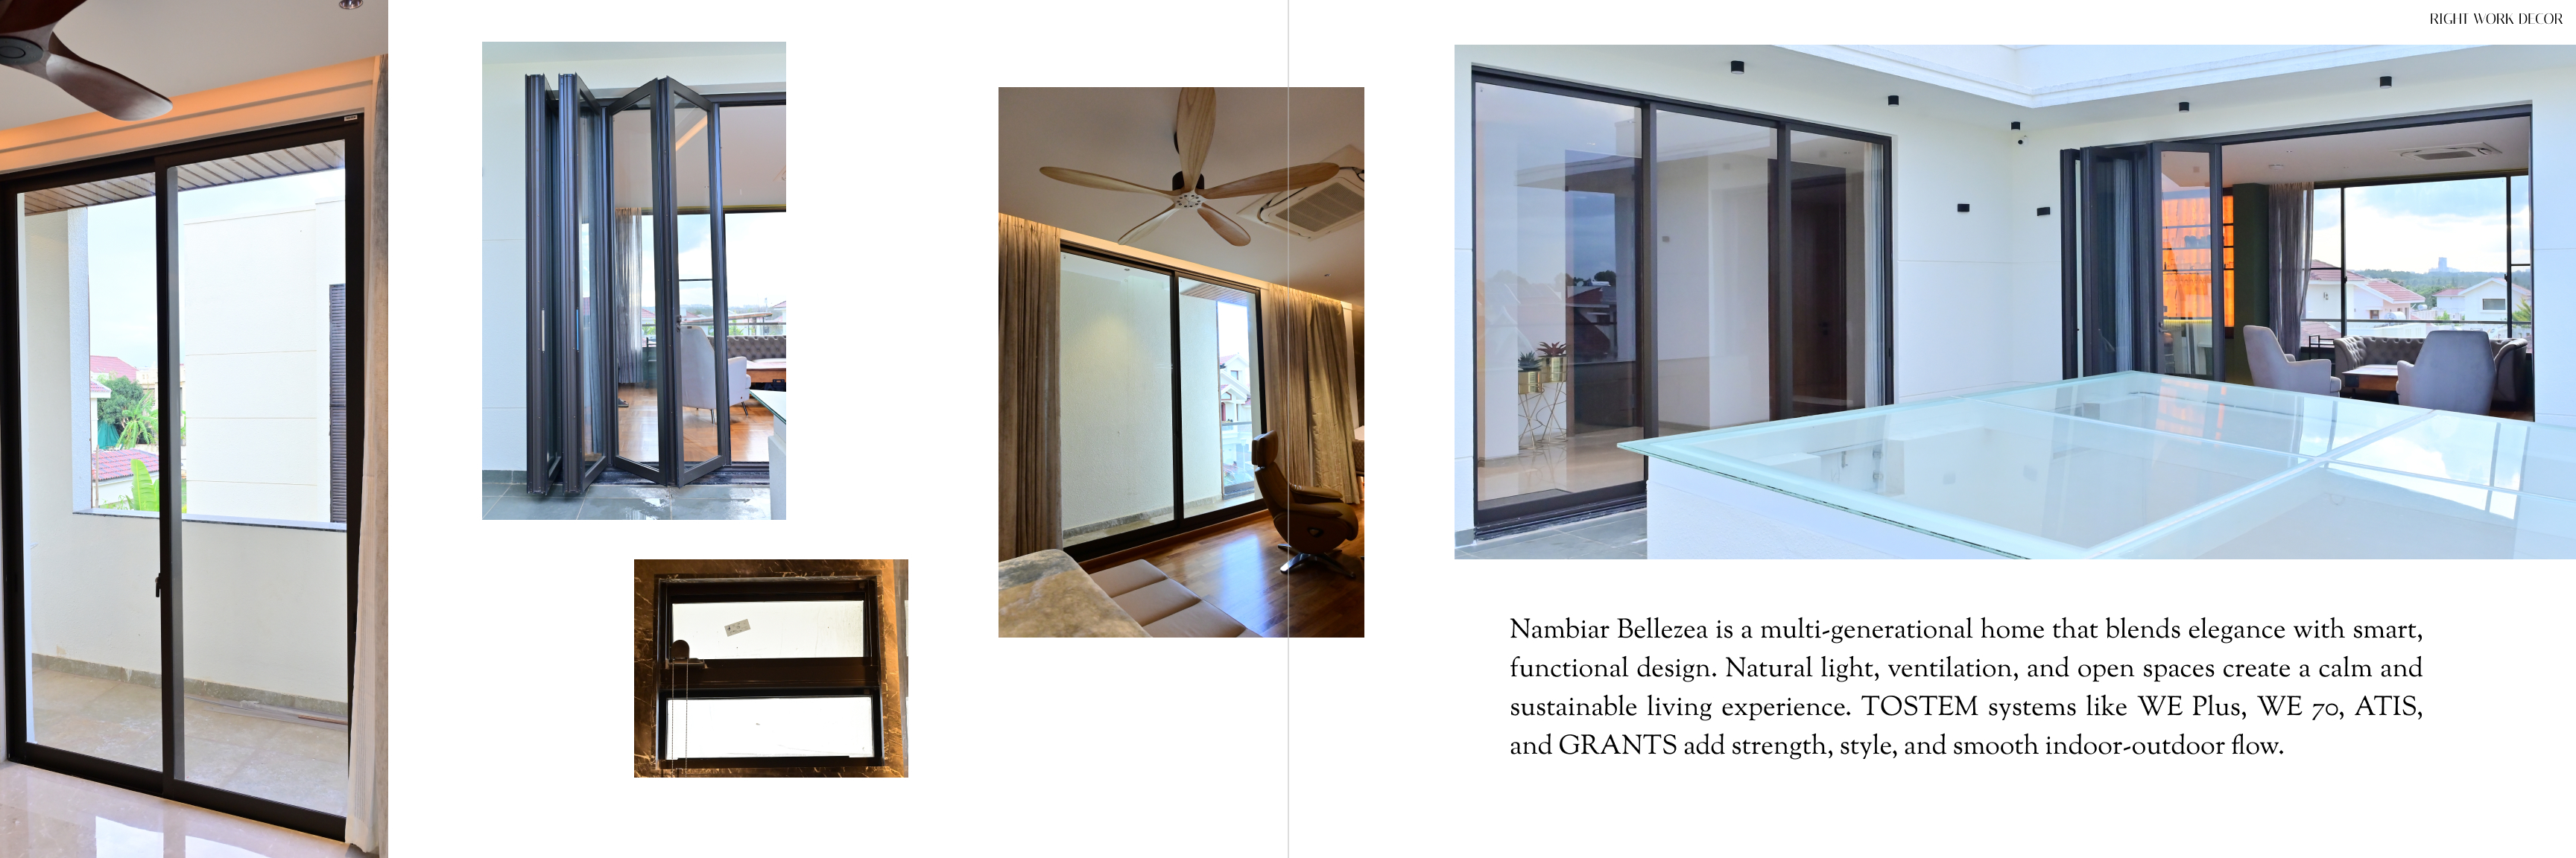 RIGHT WORK DECOR
Nambiar Bellezea is a multi-generational home that blends elegance with smart,
functional design. Natural light, ventilation, and open spaces create a calm and
sustainable living experience. TOSTEM systems like WE Plus, WE 70, ATIS,
and GRANTS add strength, style, and smooth indoor-outdoor flow.